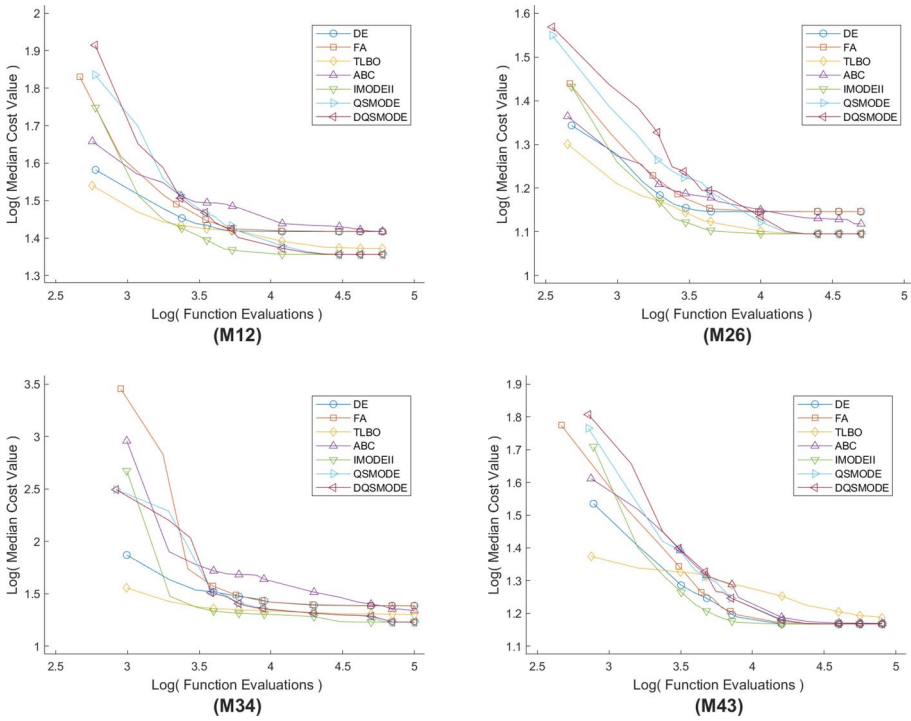 2
1.9
1.8
1.7
1.6
1.5
1.4
1.3
Log( Median Cost Value )
2.5
3
3.5
4
4.5
5
Log( Function Evaluations )
(M12)
DE
FA
TLBO
ABC
IMODEII
QSMODE
DQSMODE
1.6
1.5
1.4
1.3
1.2
1.1
1
Log( Median Cost Value )
2.5
3
3.5
4
4.5
5
Log( Function Evaluations )
(M26)
DE
FA
TLBO
ABC
IMODEII
QSMODE
DQSMODE
3.5
3
2.5
2
1.5
1
Log( Median Cost Value )
2.5
3
3.5
4
4.5
5
Log( Function Evaluations )
(M34)
DE
FA
TLBO
ABC
IMODEII
QSMODE
DQSMODE
1.9
1.8
1.7
1.6
1.5
1.4
1.3
1.2
1.1
Log( Median Cost Value )
2.5
3
3.5
4
4.5
5
Log( Function Evaluations )
(M43)
DE
FA
TLBO
ABC
IMODEII
QSMODE
DQSMODE